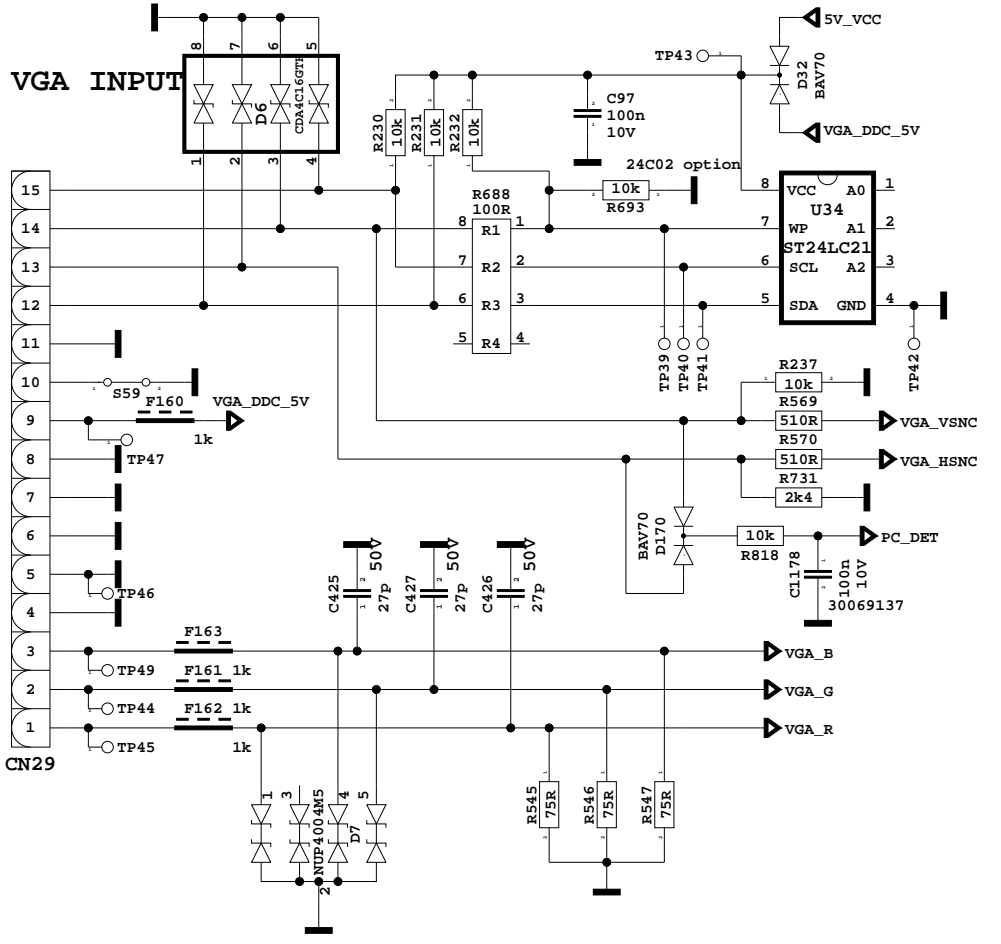 VGA INPUT
8 7 6 5
D6
CDA4C16GTH
1 2 3 4
5V_VCC
TP43
1
D32
BAV70
VGA_DDC_5V
R230 10k
R231 10k
R232 10k
C97
100n
10V
24C02 option
10k
R693
R688
100R
8 R1 1
7 R2 2
6 R3 3
5 R4 4
8 VCC A0 1
U34
7 WP A1 2
ST24LC21
6 SCL A2 3
5 SDA GND 4
TP39
TP40
TP41
TP42
15
14
13
12
11
10
9
8
7
6
5
4
3
2
1
CN29
1 S59 2
F160
1k
VGA_DDC_5V
TP47
TP46
R237
10k
R569
510R
VGA_VSNC
R570
510R
VGA_HSNC
R731
2k4
BAV70
D170
10k
R818
PC_DET
C1178
100n
10V
30069137
C425
27p
50V
C427
27p
50V
C426
27p
50V
F163
TP49
VGA_B
F161 1k
TP44
VGA_G
F162 1k
TP45
1k
VGA_R
1 3 4 5
NUP4004M5
D7
2
R545 75R
R546 75R
R547 75R